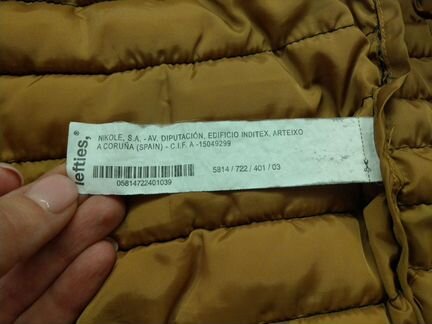 lefties,®
NIKOLE, S.A. - AV. DIPUTACIÓN, EDIFICIO INDITEX, ARTEIXO
A CORUÑA (SPAIN) - C.I.F. A -15049299
5814 / 722 / 401 / 03
05814722401039